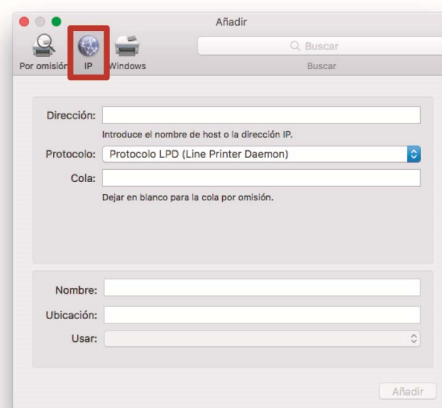 Añadir
Por omisión IP Windows
Buscar
Buscar
Dirección:
Introduce el nombre de host o la dirección IP.
Protocolo: Protocolo LPD (Line Printer Daemon)
Cola:
Dejar en blanco para la cola por omisión.
Nombre:
Ubicación:
Usar:
Añadir